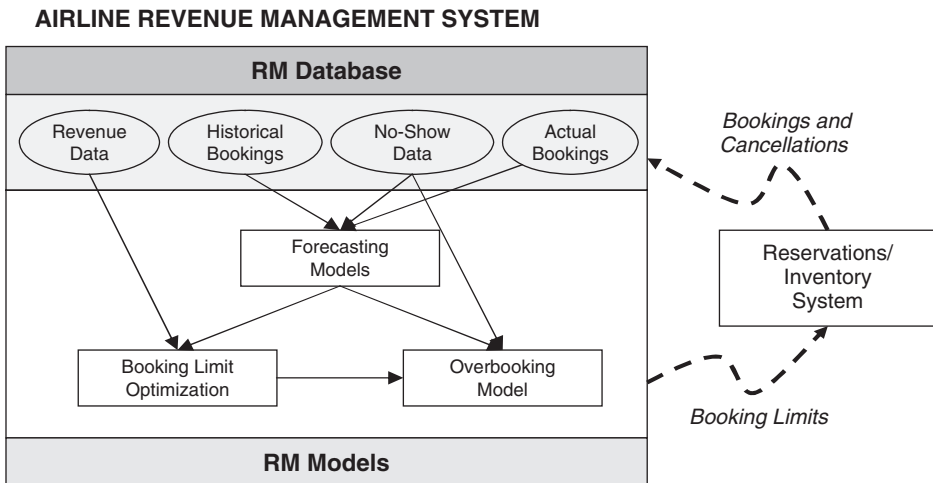 AIRLINE REVENUE MANAGEMENT SYSTEM
RM Database
Revenue
Data
Historical
Bookings
No-Show
Data
Actual
Bookings
Bookings and
Cancellations
Forecasting
Models
Reservations/
Inventory
System
Booking Limit
Optimization
Overbooking
Model
Booking Limits
RM Models